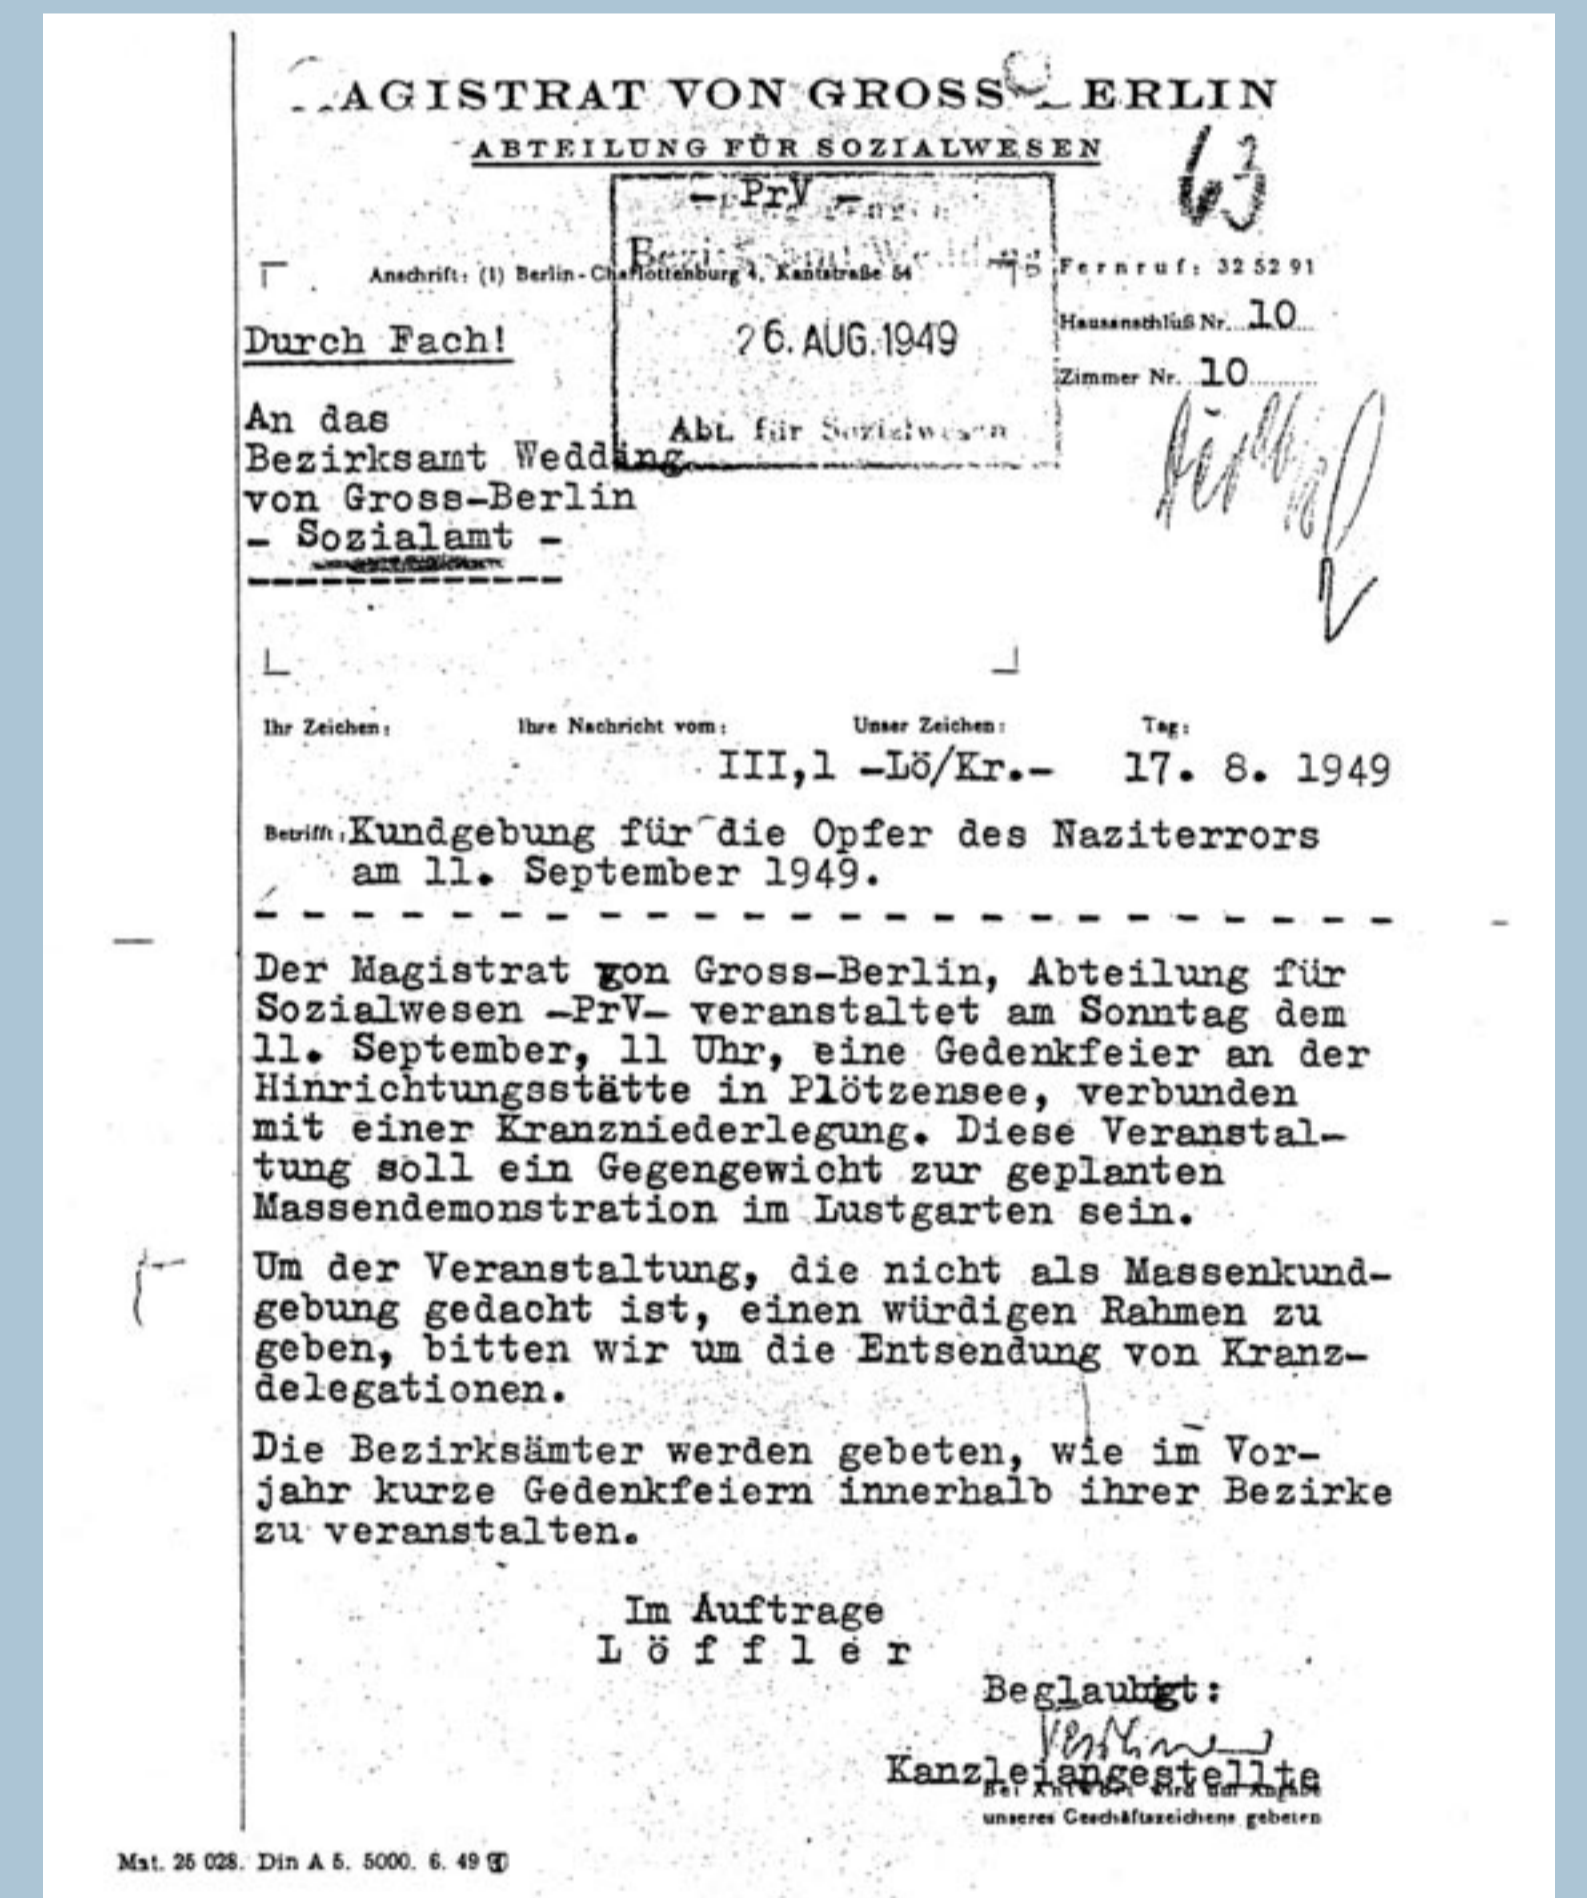 AGISTRAT VON GROSS ERLIN
ABTEILUNG FÜR SOZIALWESEN
- PrV -
63
Bezirksamt Wedding
Anschrift: (1) Berlin-Charlottenburg 4, Kantstraße 54
Fernruf: 32 52 91
Hausanschluß Nr. 10
26. AUG. 1949
Durch Fach!
Zimmer Nr. 10
Abt. für Sozialwesen
An das
Bezirksamt Wedding
von Gross-Berlin
- Sozialamt -
Ihr Zeichen: Ihre Nachricht vom: Unser Zeichen: Tag:
III,1 -Lö/Kr.- 17. 8. 1949
Betrifft: Kundgebung für die Opfer des Naziterrors
am 11. September 1949.
Der Magistrat von Gross-Berlin, Abteilung für
Sozialwesen -PrV- veranstaltet am Sonntag dem
11. September, 11 Uhr, eine Gedenkfeier an der
Hinrichtungsstätte in Plötzensee, verbunden
mit einer Kranzniederlegung. Diese Veranstal-
tung soll ein Gegengewicht zur geplanten
Massendemonstration im Lustgarten sein.
Um der Veranstaltung, die nicht als Massenkund-
gebung gedacht ist, einen würdigen Rahmen zu
geben, bitten wir um die Entsendung von Kranz-
delegationen.
Die Bezirksämter werden gebeten, wie im Vor-
jahr kurze Gedenkfeiern innerhalb ihrer Bezirke
zu veranstalten.
Im Auftrage
Löffler
Beglaubigt:
Kanzleiangestellte
Bei Antwort wird um Angabe
unseres Geschäftszeichens gebeten
Mat. 25 028. Din A 5. 5000. 6. 49